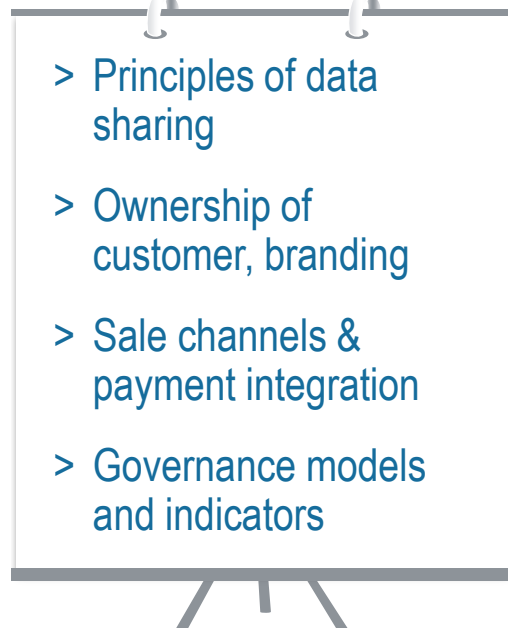 > Principles of data
sharing
> Ownership of
customer, branding
> Sale channels &
payment integration
> Governance models
and indicators